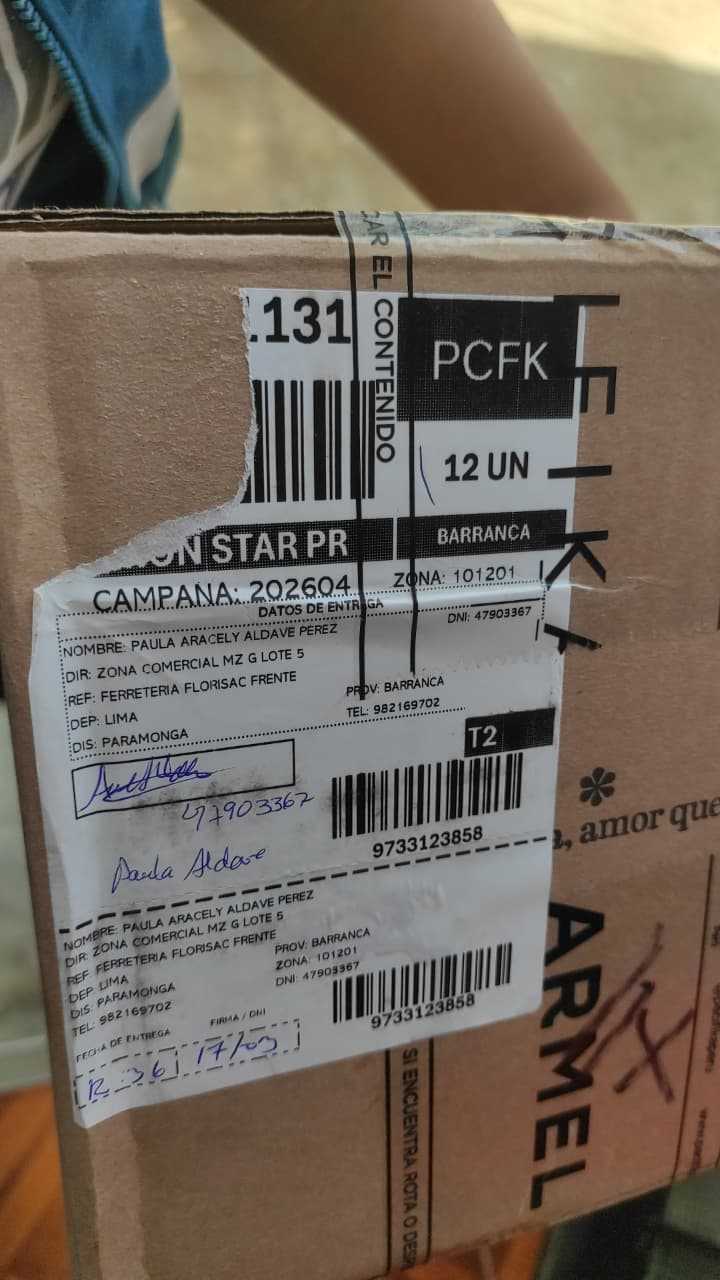 .131
PCFK
12 UN
STAR PR
BARRANCA
CAMPAÑA: 202604
ZONA: 101201
DATOS DE ENTREGA
NOMBRE: PAULA ARACELY ALDAVE PEREZ
DNI: 47903367
DIR: ZONA COMERCIAL MZ G LOTE 5
REF: FERRETERIA FLORISAC FRENTE
DEP: LIMA
PROV: BARRANCA
DIS: PARAMONGA
TEL: 982169702
T2
47903367
Paula Aldave
9733123858
NOMBRE: PAULA ARACELY ALDAVE PEREZ
DIR: ZONA COMERCIAL MZ G LOTE 5
REF: FERRETERIA FLORISAC FRENTE
DEP: LIMA
PROV: BARRANCA
DIS: PARAMONGA
ZONA: 101201
TEL: 982169702
DNI: 47903367
9733123858
FECHA DE ENTREGA
FIRMA / DNI
12:36
17/03
EL CONTENIDO
SI ENCUENTRA ROTA O
LEIKA
amor que
ARMEL